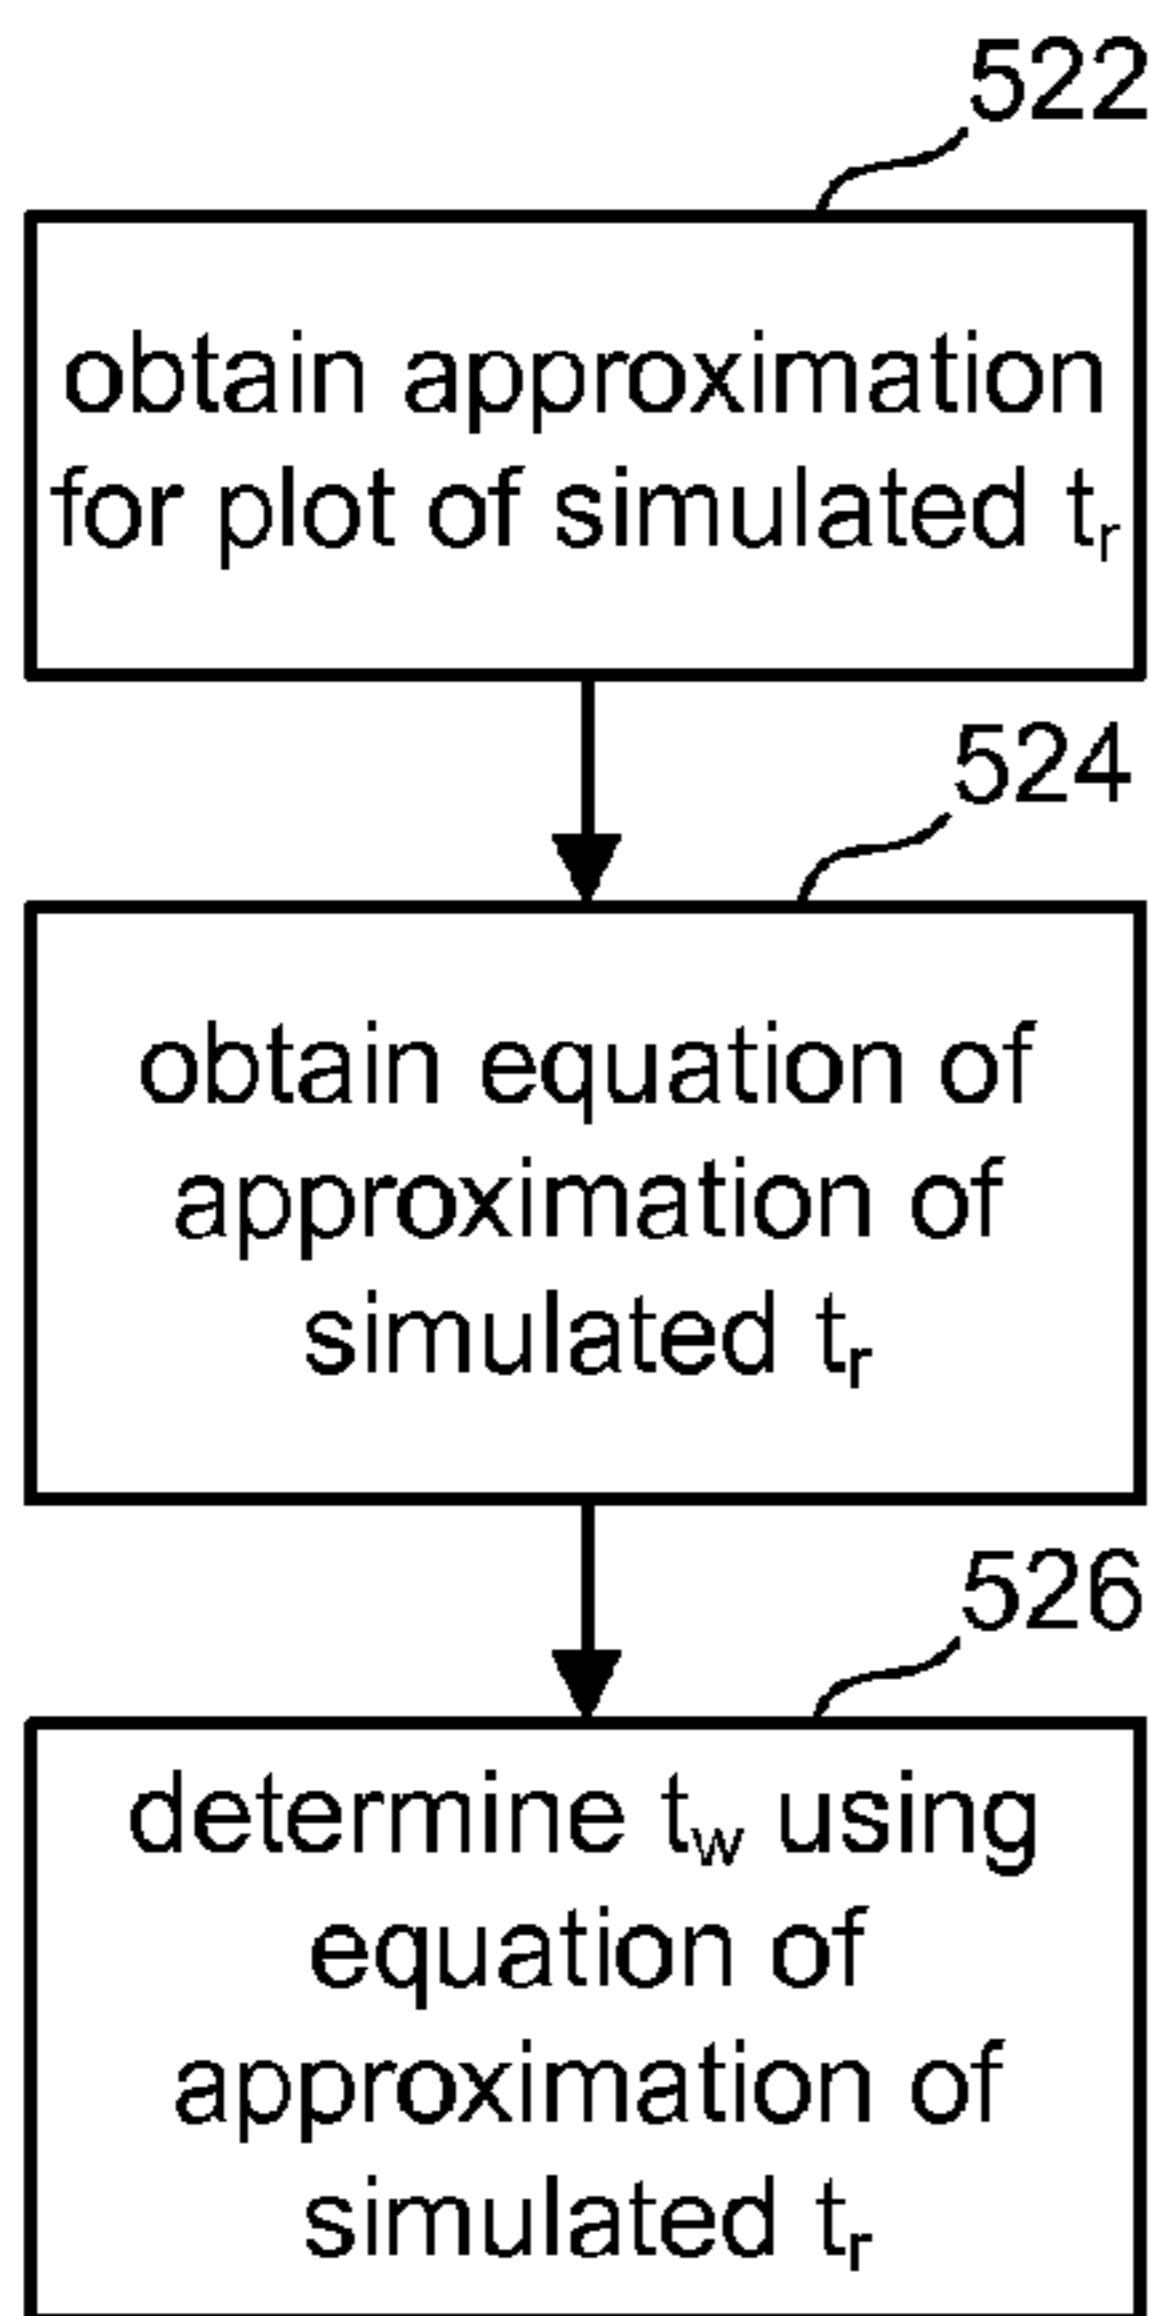 522
obtain approximation
for plot of simulated tᵣ
524
obtain equation of
approximation of
simulated tᵣ
526
determine t_w using
equation of
approximation of
simulated tᵣ